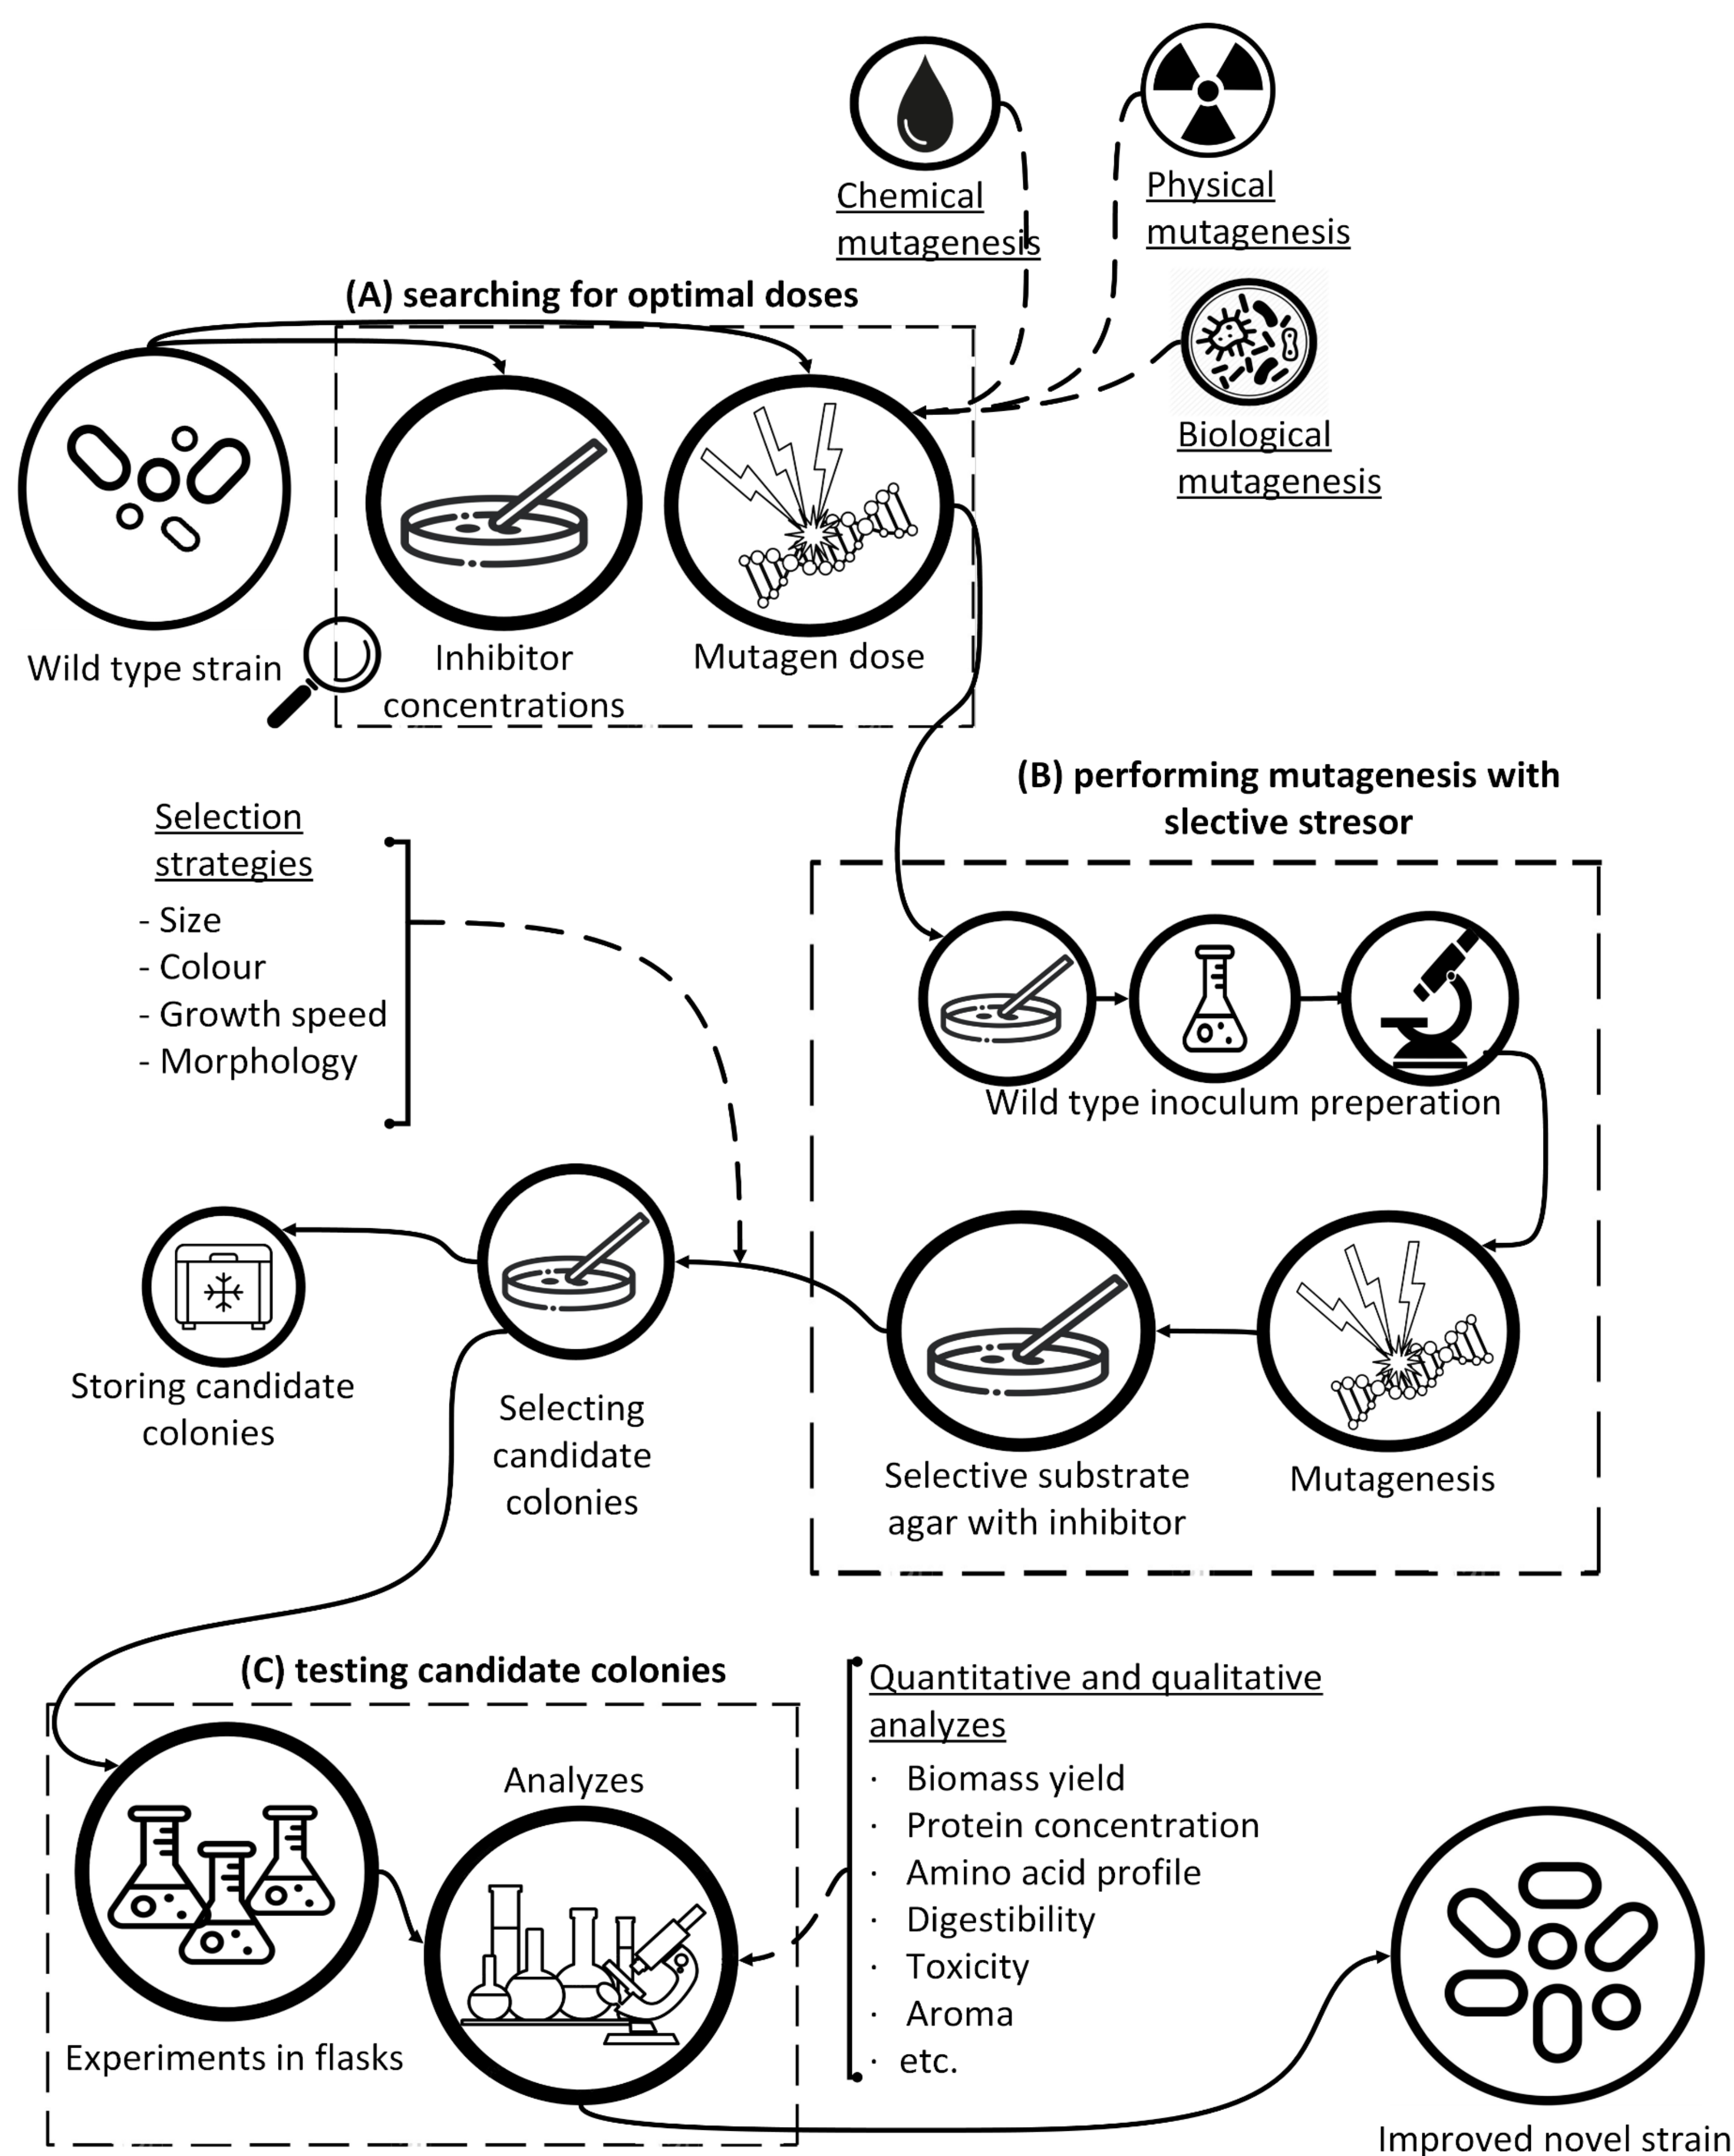 Chemical
mutagenesis
Physical
mutagenesis
Biological
mutagenesis
(A) searching for optimal doses
Wild type strain
Inhibitor
concentrations
Mutagen dose
(B) performing mutagenesis with
slective stresor
Selection
strategies
- Size
- Colour
- Growth speed
- Morphology
Wild type inoculum preperation
Storing candidate
colonies
Selecting
candidate
colonies
Selective substrate
agar with inhibitor
Mutagenesis
(C) testing candidate colonies
Experiments in flasks
Analyzes
Quantitative and qualitative
analyzes
· Biomass yield
· Protein concentration
· Amino acid profile
· Digestibility
· Toxicity
· Aroma
· etc.
Improved novel strain